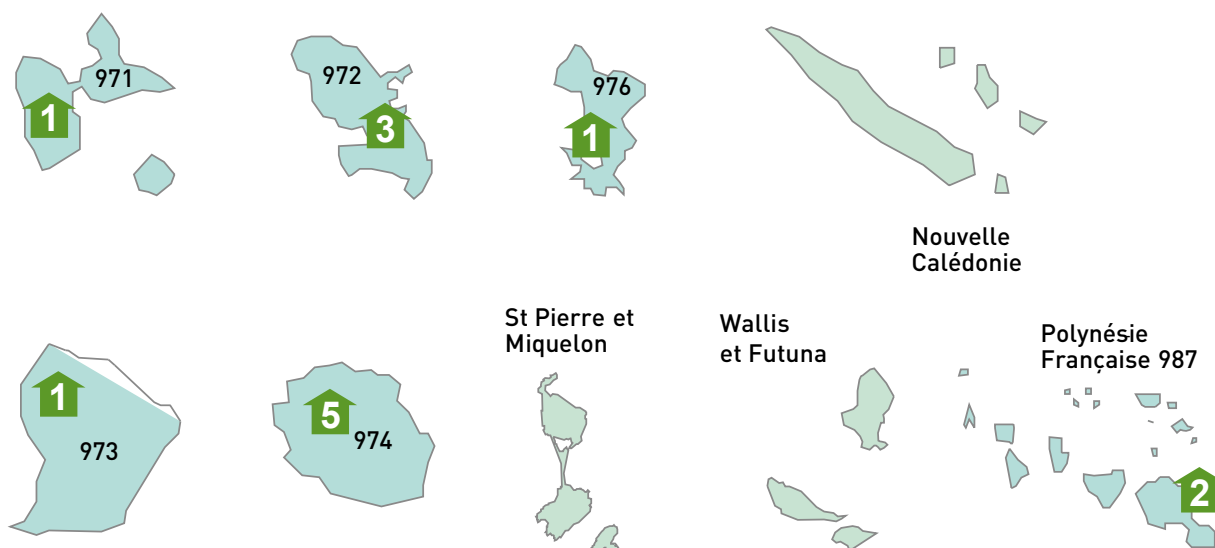 971
1
972
3
976
1
Nouvelle
Calédonie
1
973
5
974
St Pierre et
Miquelon
Wallis
et Futuna
Polynésie
Française 987
2